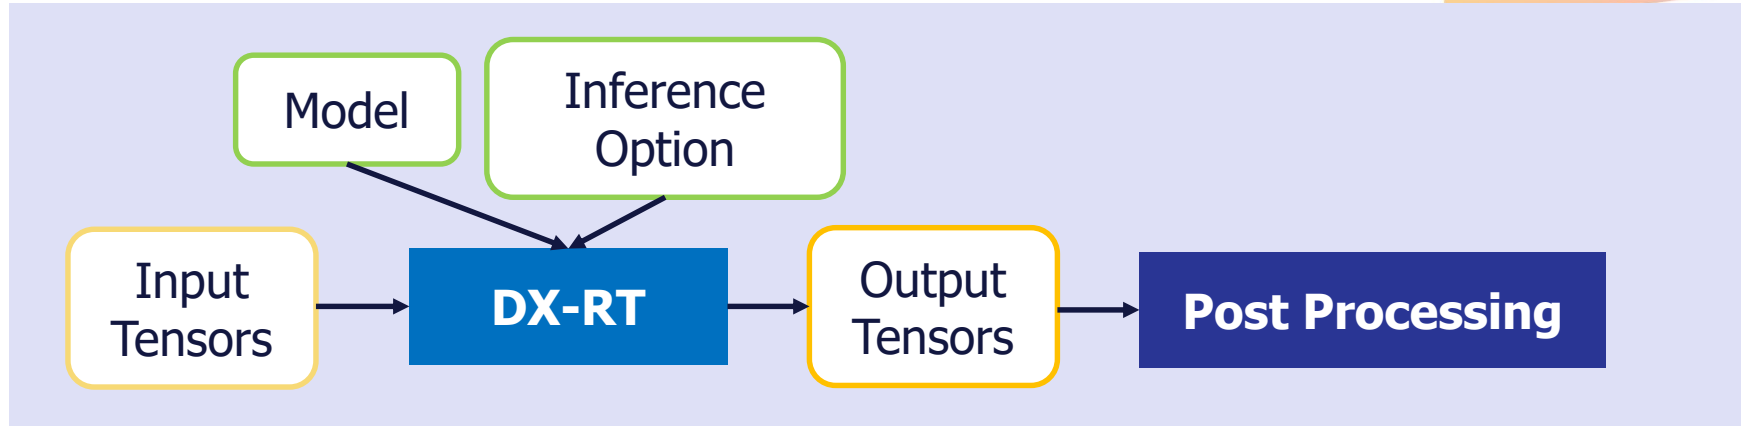 Model
Inference
Option
Input
Tensors
DX-RT
Output
Tensors
Post Processing